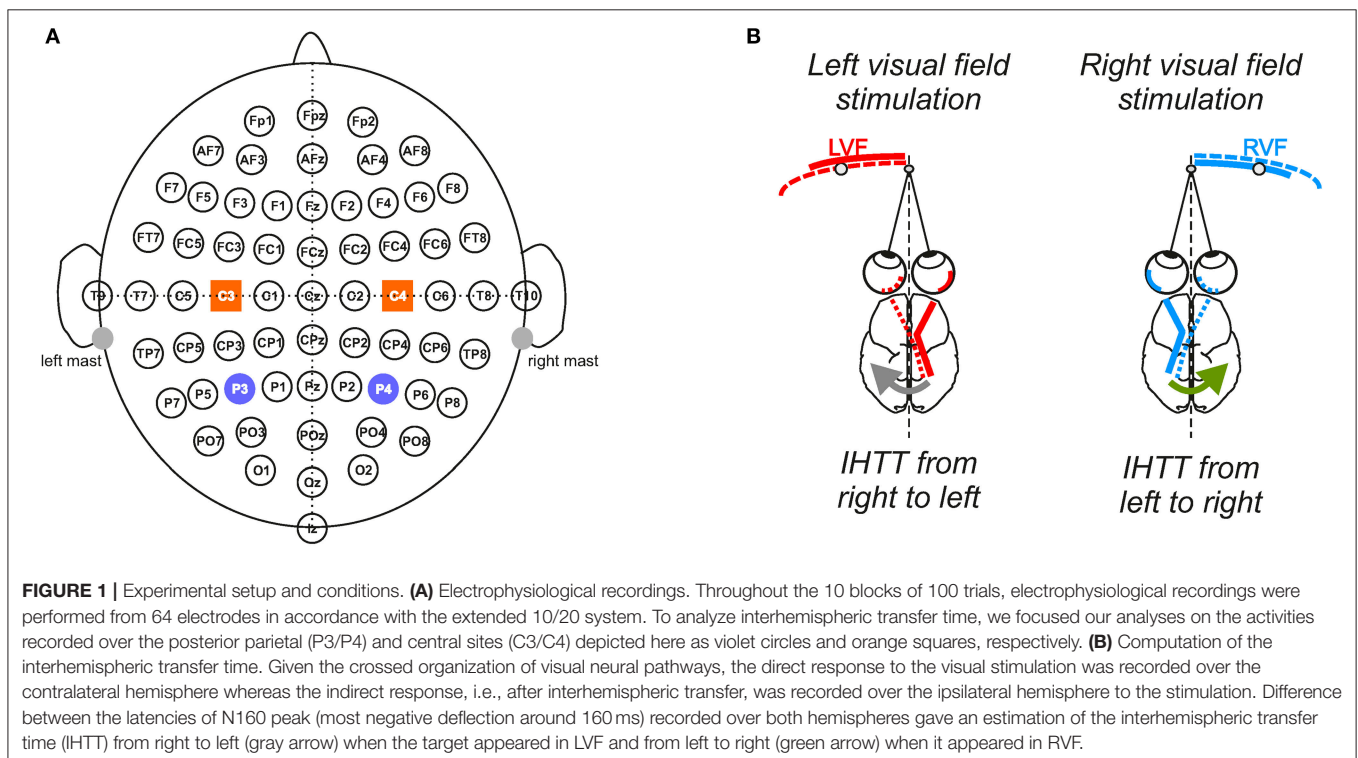 A
Fp1 Fpz Fp2
AF7 AF3 AFz AF4 AF8
F7 F5 F3 F1 Fz F2 F4 F6 F8
FT7 FC5 FC3 FC1 FCz FC2 FC4 FC6 FT8
T9 T7 C5 C3 C1 Cz C2 C4 C6 T8 T10
left mast right mast
TP7 CP5 CP3 CP1 CPz CP2 CP4 CP6 TP8
P7 P5 P3 P1 Pz P2 P4 P6 P8
PO7 PO3 POz PO4 PO8
O1 Oz O2
Iz
B
Left visual field
stimulation
LVF
IHTT from
right to left
Right visual field
stimulation
RVF
IHTT from
left to right
FIGURE 1 | Experimental setup and conditions. (A) Electrophysiological recordings. Throughout the 10 blocks of 100 trials, electrophysiological recordings were
performed from 64 electrodes in accordance with the extended 10/20 system. To analyze interhemispheric transfer time, we focused our analyses on the activities
recorded over the posterior parietal (P3/P4) and central sites (C3/C4) depicted here as violet circles and orange squares, respectively. (B) Computation of the
interhemispheric transfer time. Given the crossed organization of visual neural pathways, the direct response to the visual stimulation was recorded over the
contralateral hemisphere whereas the indirect response, i.e., after interhemispheric transfer, was recorded over the ipsilateral hemisphere to the stimulation. Difference
between the latencies of N160 peak (most negative deflection around 160 ms) recorded over both hemispheres gave an estimation of the interhemispheric transfer
time (IHTT) from right to left (gray arrow) when the target appeared in LVF and from left to right (green arrow) when it appeared in RVF.